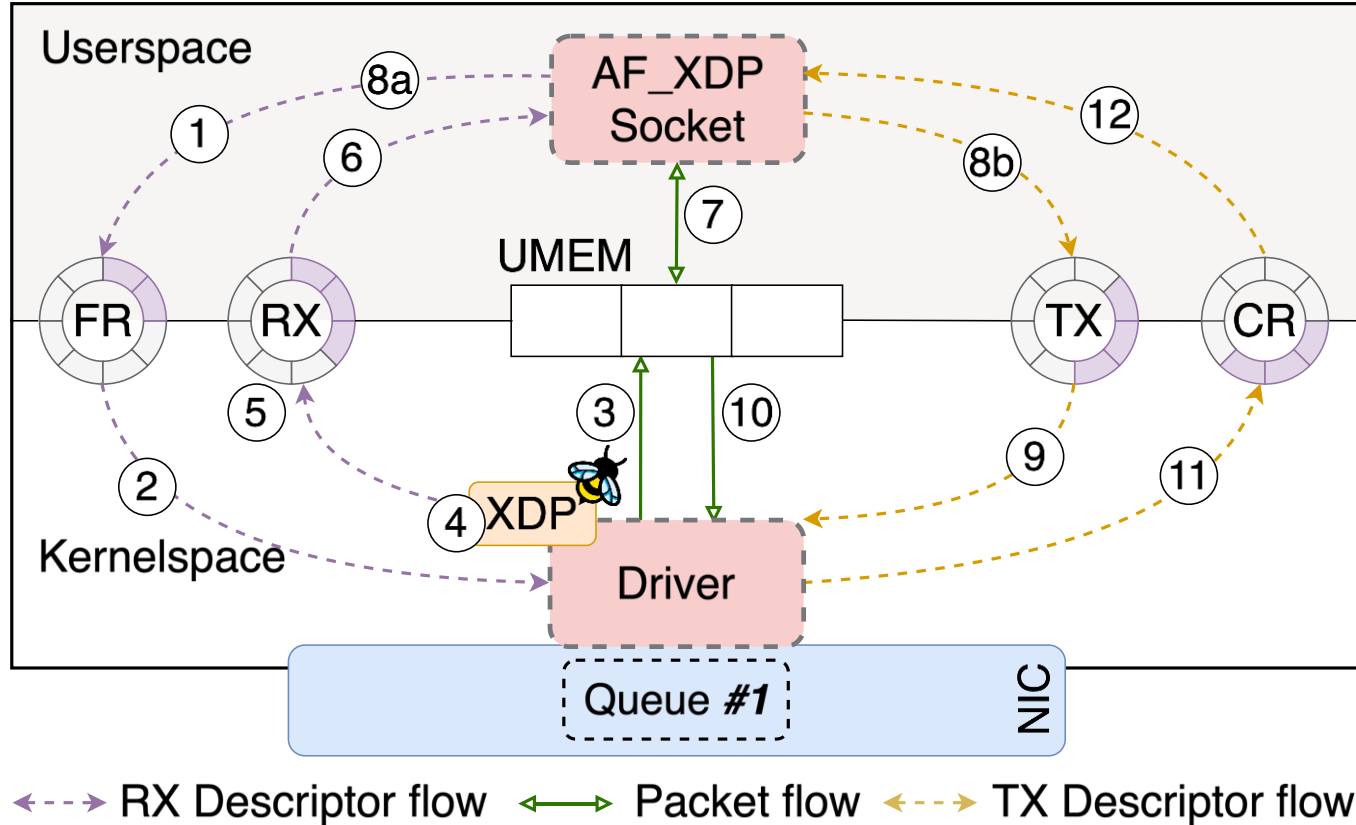 Userspace
AF_XDP
Socket
8a
1
6
12
8b
7
UMEM
FR
RX
TX
CR
5
3
10
2
9
11
4
XDP
Kernelspace
Driver
Queue #1
NIC
RX Descriptor flow
Packet flow
TX Descriptor flow